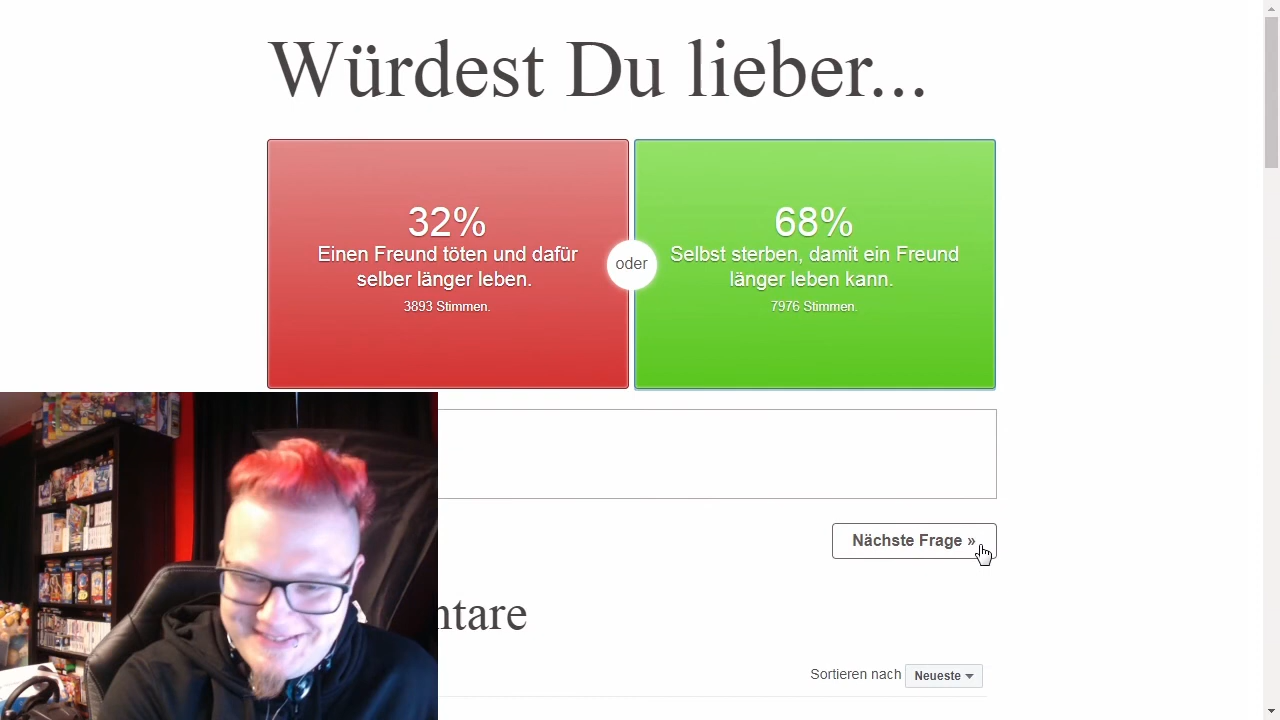 Würdest Du lieber...
32%
Einen Freund töten und dafür
selber länger leben.
3893 Stimmen.
oder
68%
Selbst sterben, damit ein Freund
länger leben kann.
7976 Stimmen.
Nächste Frage »
ntare
Sortieren nach Neueste